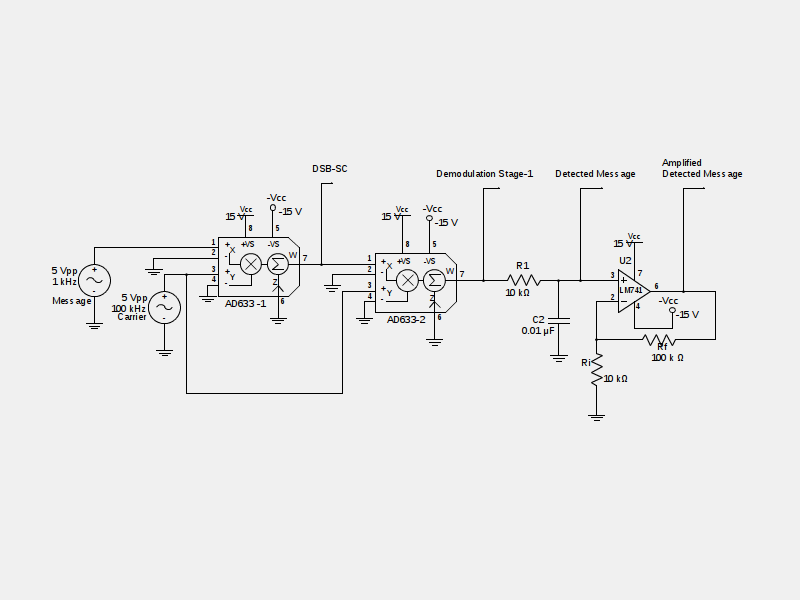 Amplified
DSB-SC
Demodulation Stage-1
Detected Message
Detected Message
-Vcc
Vcc
15 V
-15 V
8
5
-Vcc
Vcc
15 V
-15 V
8
5
1
2
3
4
+
-
+
-
X
Y
+VS
-VS
W
7
Z
6
AD633-1
1
2
3
4
+
-
+
-
X
Y
+VS
-VS
W
7
Z
6
AD633-2
5 Vpp
1 kHz
Message
+
-
5 Vpp
100 kHz
Carrier
+
-
R1
10 kΩ
C2
0.01 µF
Vcc
15 V
U2
7
3
+
LM741
6
2
-
4
-Vcc
-15 V
Rf
100 k Ω
Ri
10 kΩ